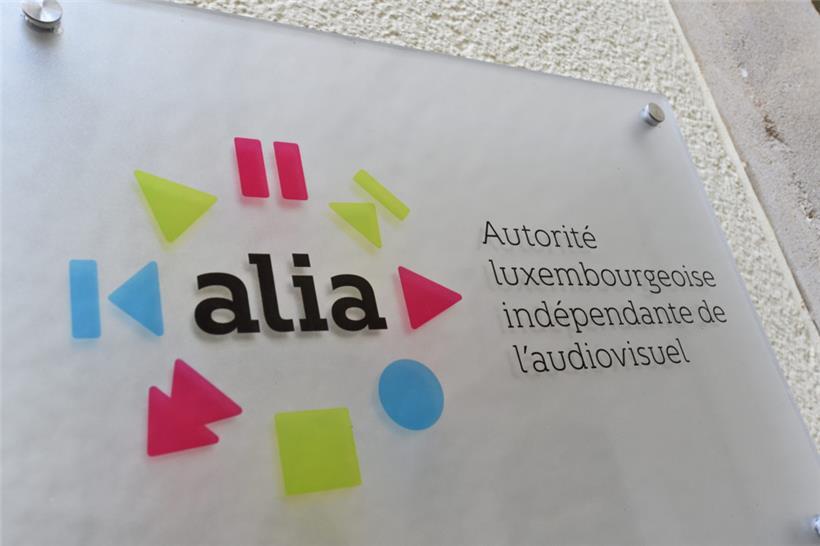 alia
Autorité
luxembourgeoise
indépendante de
l'audiovisuel